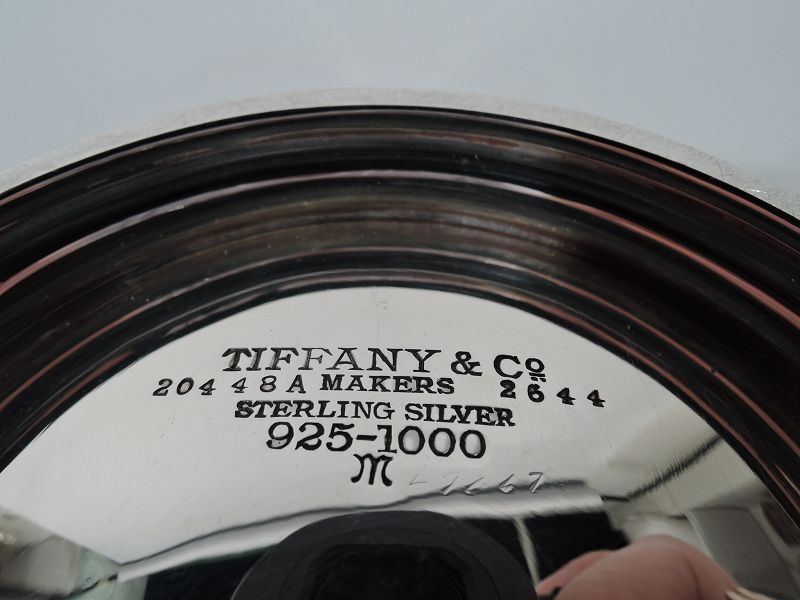 TIFFANY & Co
20448A MAKERS 2644
STERLING SILVER
925-1000
M